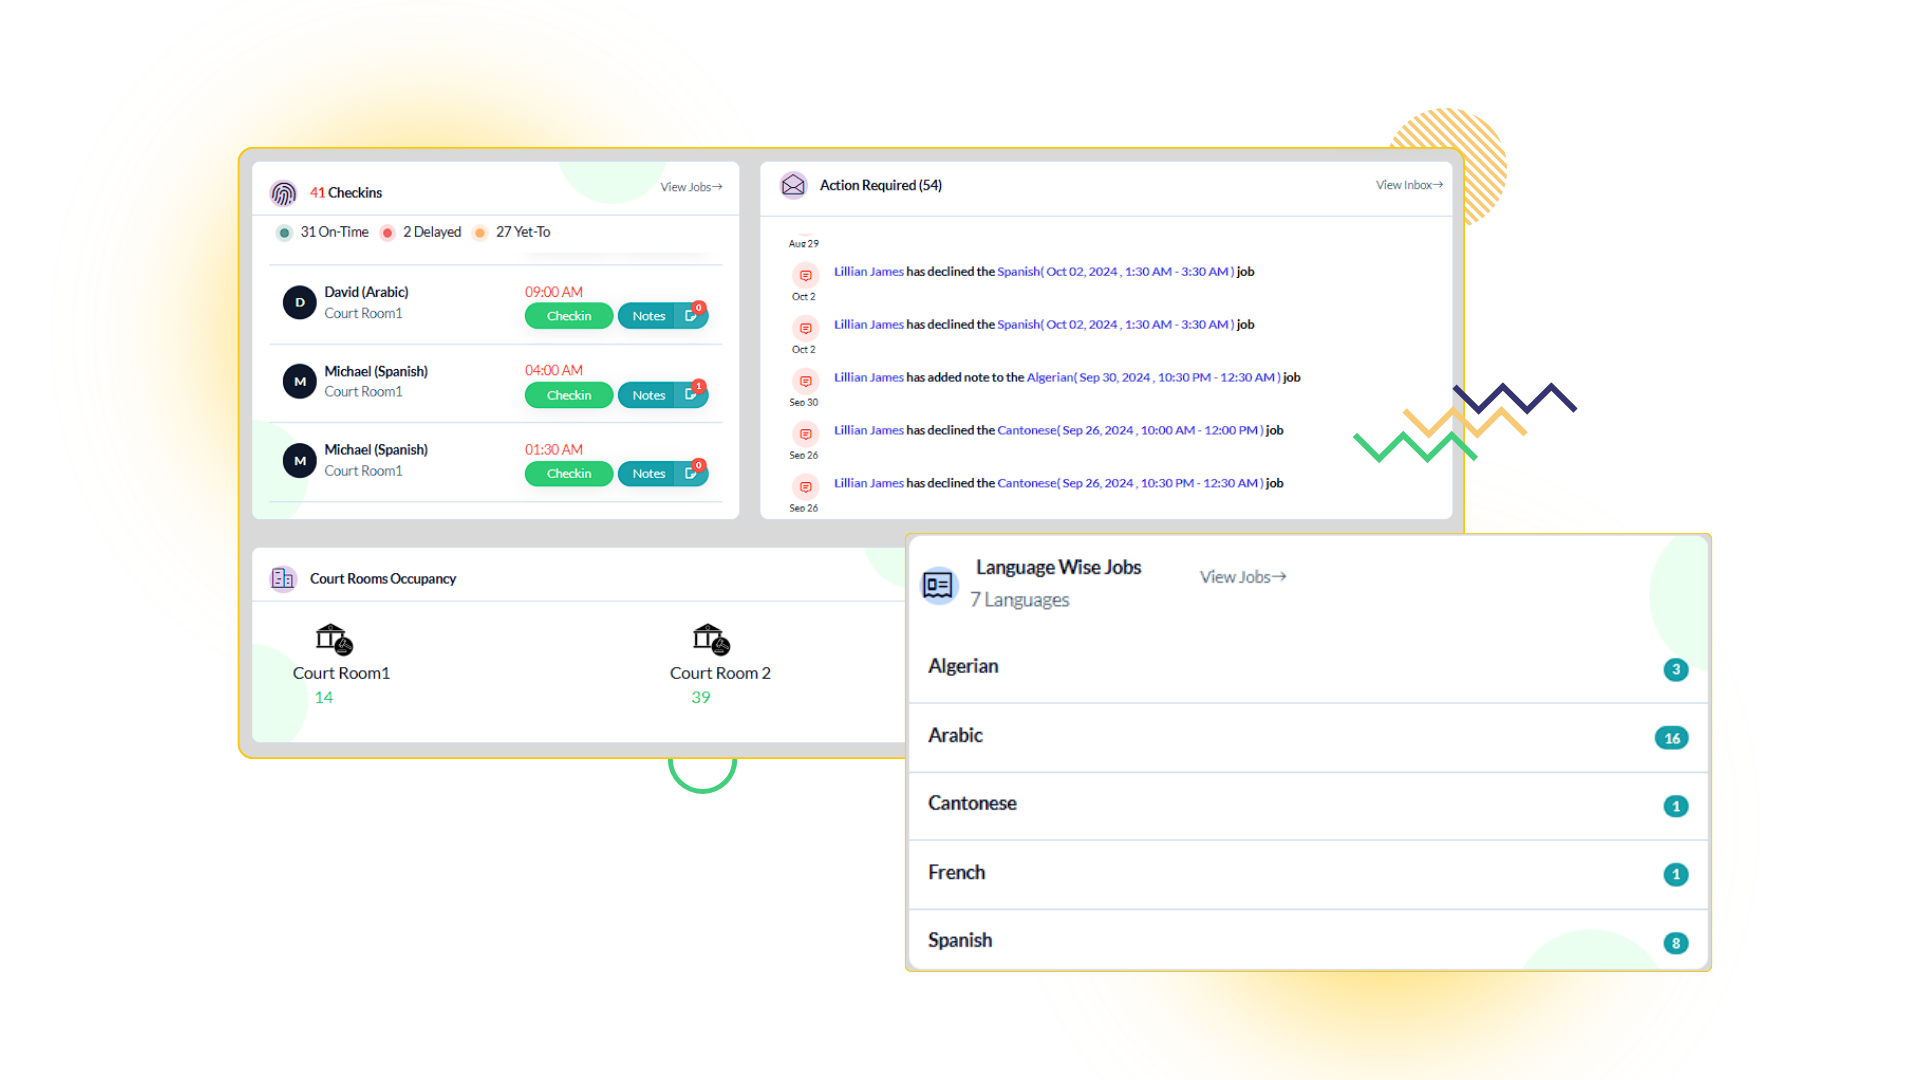 41 Checkins
View Jobs→
31 On-Time
2 Delayed
27 Yet-To
D
David (Arabic)
Court Room1
09:00 AM
Checkin
Notes
0
M
Michael (Spanish)
Court Room1
04:00 AM
Checkin
Notes
1
M
Michael (Spanish)
Court Room1
01:30 AM
Checkin
Notes
0
Action Required (54)
View Inbox→
Aug 29
Lillian James has declined the Spanish( Oct 02, 2024 , 1:30 AM - 3:30 AM ) job
Oct 2
Lillian James has declined the Spanish( Oct 02, 2024 , 1:30 AM - 3:30 AM ) job
Oct 2
Lillian James has added note to the Algerian( Sep 30, 2024 , 10:30 PM - 12:30 AM ) job
Sep 30
Lillian James has declined the Cantonese( Sep 26, 2024 , 10:00 AM - 12:00 PM ) job
Sep 26
Lillian James has declined the Cantonese( Sep 26, 2024 , 10:30 PM - 12:30 AM ) job
Sep 26
Court Rooms Occupancy
Court Room1
14
Court Room 2
39
Language Wise Jobs
View Jobs→
7 Languages
Algerian
3
Arabic
16
Cantonese
1
French
1
Spanish
8